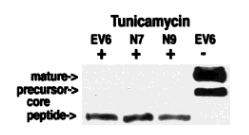 Tunicamycin
EV6 N7 N9 EV6
+ + + -
mature->
precursor->
core
peptide->